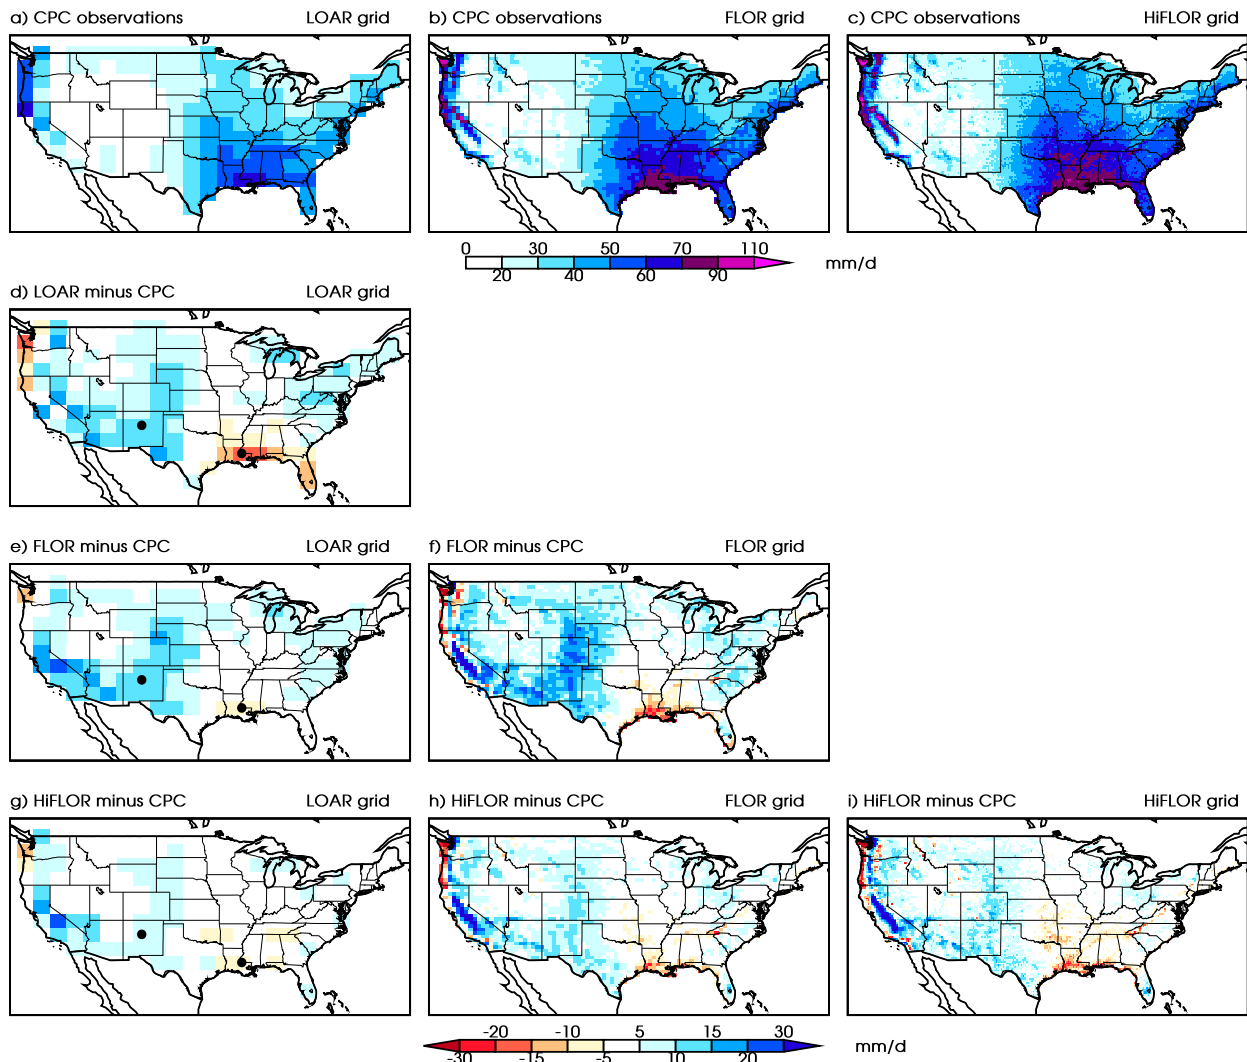 a) CPC observations LOAR grid
b) CPC observations FLOR grid
c) CPC observations HiFLOR grid
0 30 50 70 110
20 40 60 90
mm/d
d) LOAR minus CPC LOAR grid
e) FLOR minus CPC LOAR grid
f) FLOR minus CPC FLOR grid
g) HiFLOR minus CPC LOAR grid
h) HiFLOR minus CPC FLOR grid
i) HiFLOR minus CPC HiFLOR grid
-20 -10 5 15 30
-30 -15 -5 10 20
mm/d